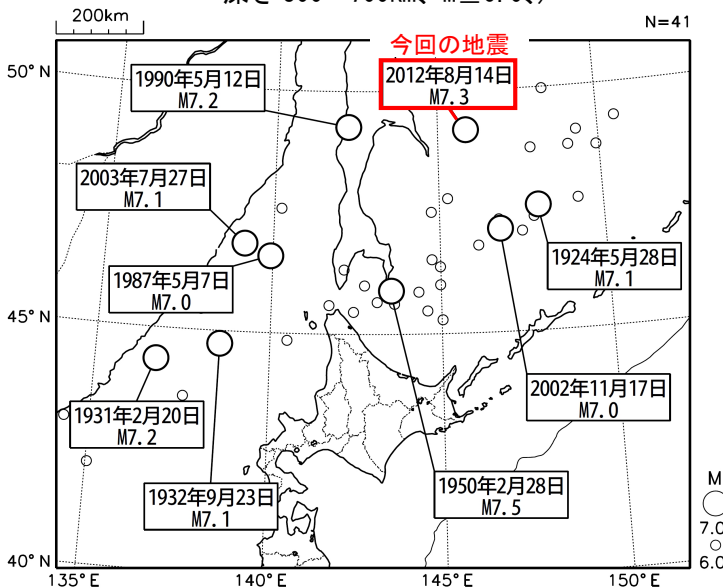 200km
N=41
今回の地震
50°N
1990年5月12日
M7.2
2012年8月14日
M7.3
2003年7月27日
M7.1
1987年5月7日
M7.0
1924年5月28日
M7.1
45°N
2002年11月17日
M7.0
1931年2月20日
M7.2
1950年2月28日
M7.5
1932年9月23日
M7.1
M
7.0
6.0
40°N
135°E
140°E
145°E
150°E